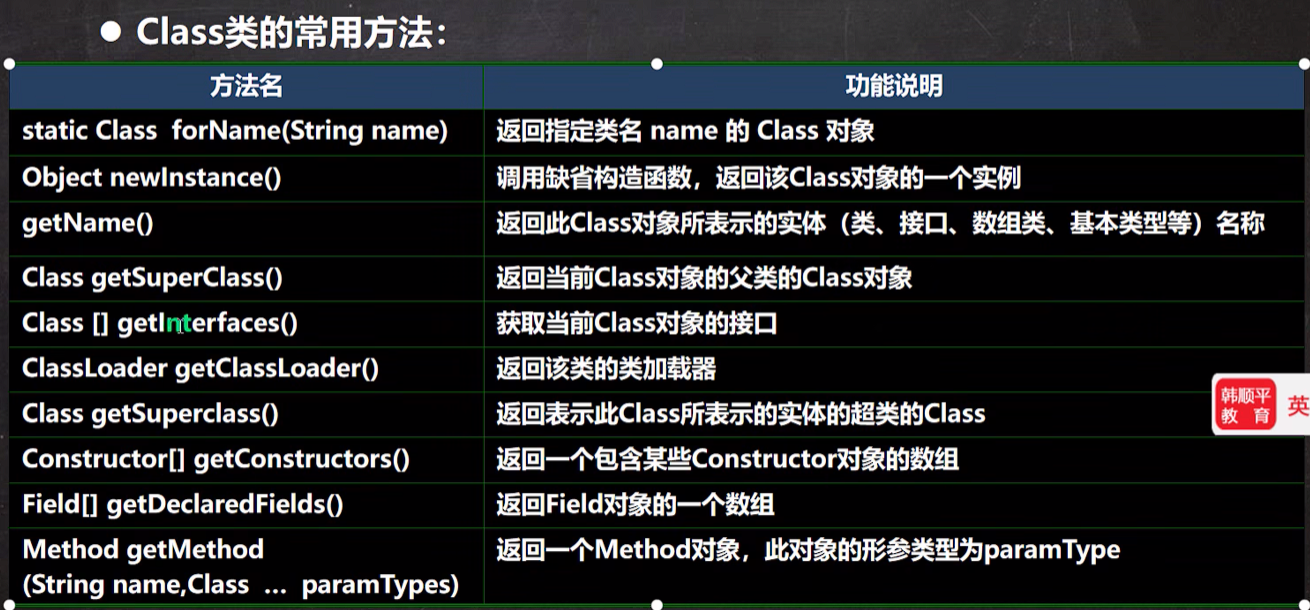 ● Class类的常用方法：
方法名 功能说明
static Class forName(String name) 返回指定类名 name 的 Class 对象
Object newInstance() 调用缺省构造函数，返回该Class对象的一个实例
getName() 返回此Class对象所表示的实体（类、接口、数组类、基本类型等）名称
Class getSuperClass() 返回当前Class对象的父类的Class对象
Class [] getInterfaces() 获取当前Class对象的接口
ClassLoader getClassLoader() 返回该类的类加载器
Class getSuperclass() 返回表示此Class所表示的实体的超类的Class
Constructor[] getConstructors() 返回一个包含某些Constructor对象的数组
Field[] getDeclaredFields() 返回Field对象的一个数组
Method getMethod 返回一个Method对象，此对象的形参类型为paramType
(String name,Class … paramTypes)
韩顺平
教 育
英